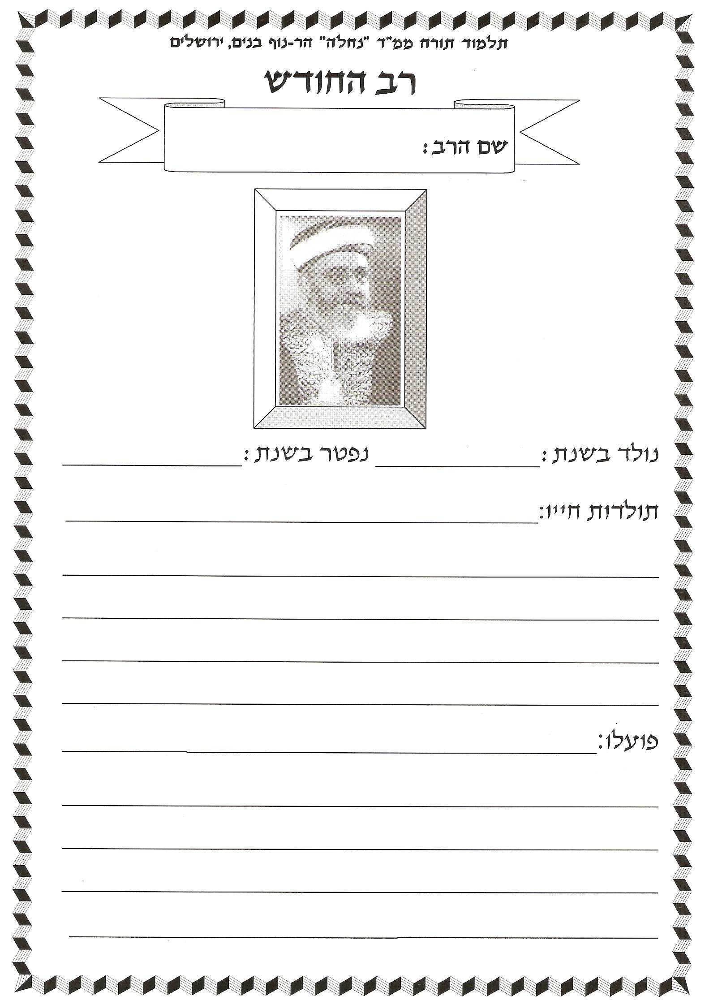 תלמוד תורה ממ"ד "נחלה" הר-נוף בנים, ירושלים
רב החודש
שם הרב:
נולד בשנת: נפטר בשנת:
תולדות חייו:
פועלו: